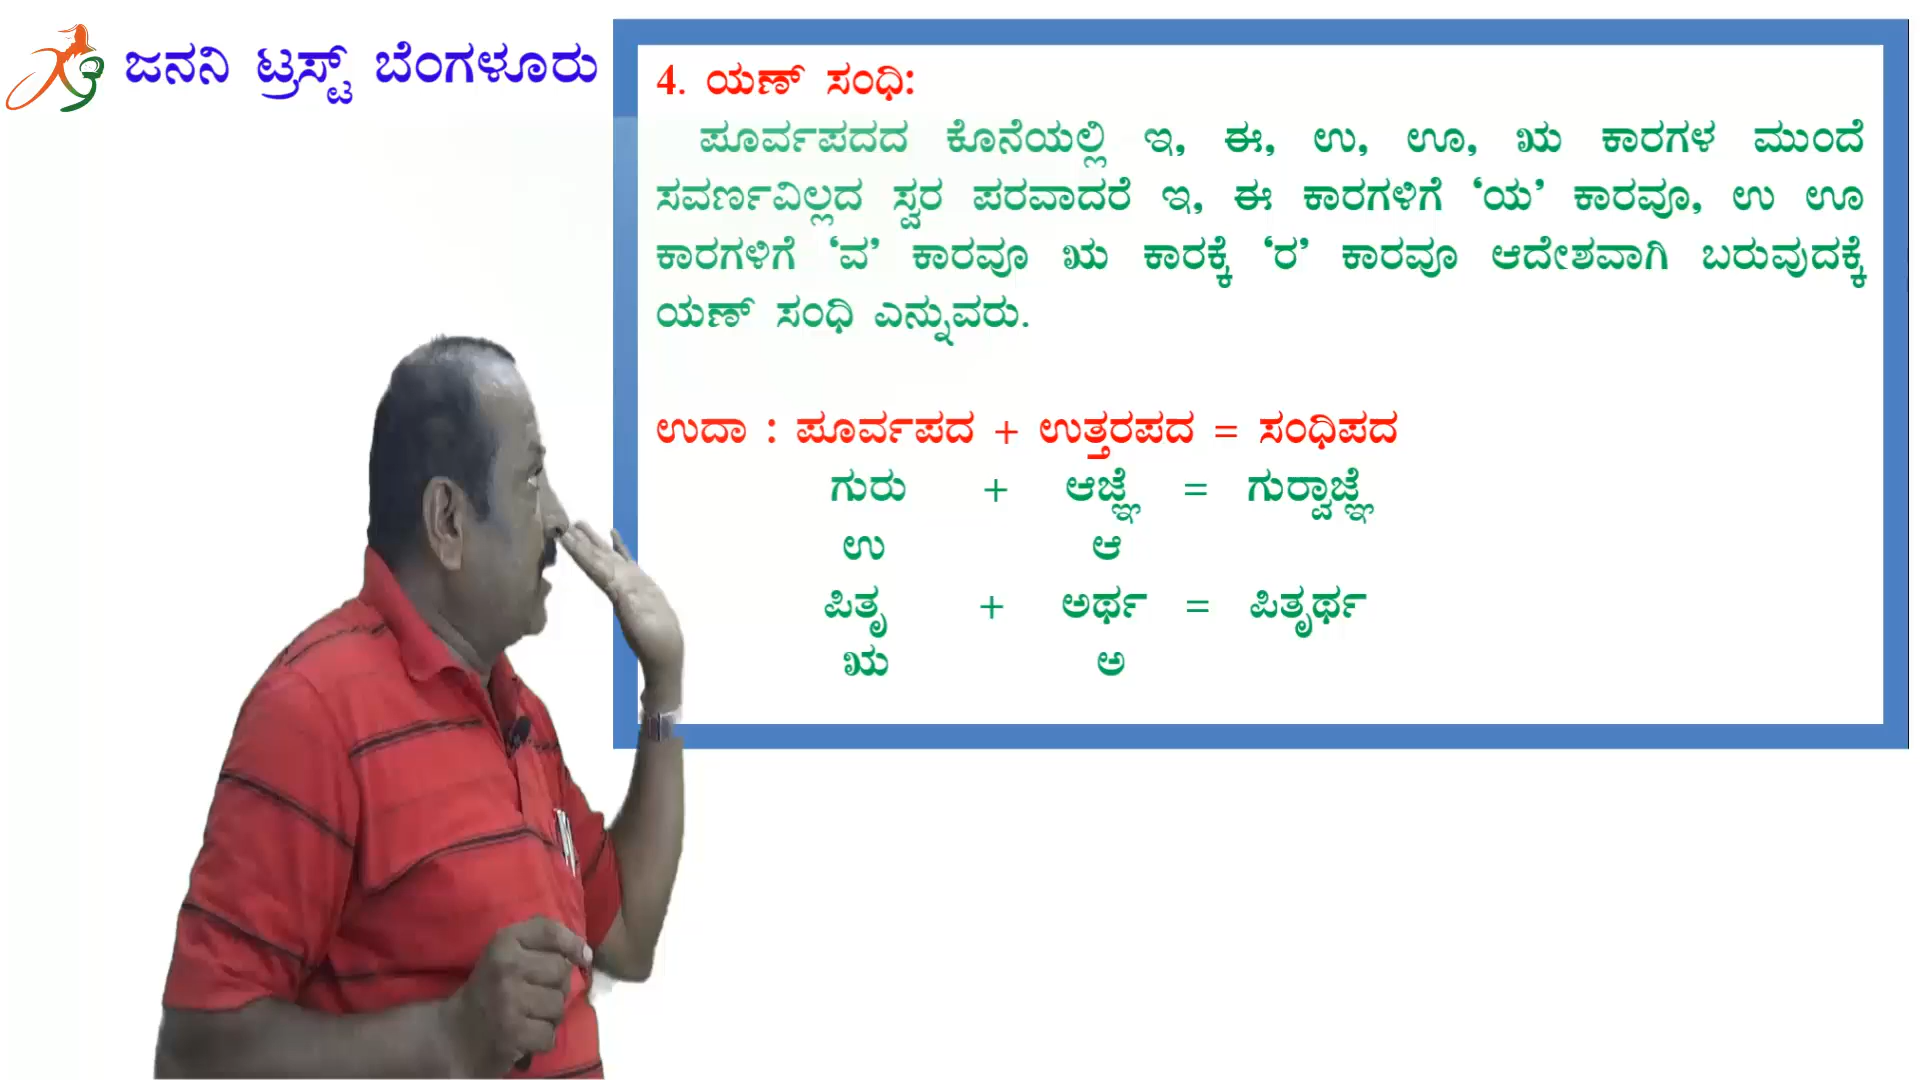 ಜನನಿ ಟ್ರಸ್ಟ್ ಬೆಂಗಳೂರು
4. ಯಣ್ ಸಂಧಿ:
ಪೂರ್ವಪದದ ಕೊನೆಯಲ್ಲಿ ಇ, ಈ, ಉ, ಊ, ಋ ಕಾರಗಳ ಮುಂದೆ
ಸವರ್ಣವಿಲ್ಲದ ಸ್ವರ ಪರವಾದರೆ ಇ, ಈ ಕಾರಗಳಿಗೆ ‘ಯ’ ಕಾರವೂ, ಉ ಊ
ಕಾರಗಳಿಗೆ ‘ವ’ ಕಾರವೂ ಋ ಕಾರಕ್ಕೆ ‘ರ’ ಕಾರವೂ ಆದೇಶವಾಗಿ ಬರುವುದಕ್ಕೆ
ಯಣ್ ಸಂಧಿ ಎನ್ನುವರು.
ಉದಾ : ಪೂರ್ವಪದ + ಉತ್ತರಪದ = ಸಂಧಿಪದ
ಗುರು + ಆಜ್ಞೆ = ಗುರ‍್ವಾಜ್ಞೆ
ಉ ಆ
ಪಿತೃ + ಅರ್ಥ = ಪಿತೃರ್ಥ
ಋ ಅ